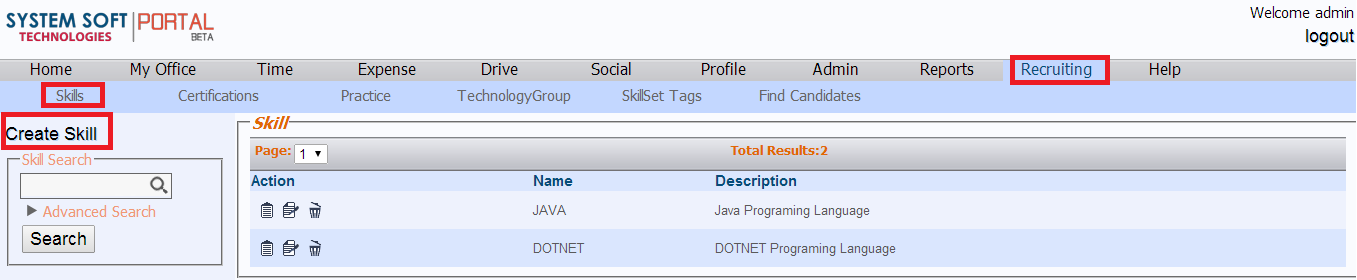 SYSTEM SOFT PORTAL
TECHNOLOGIES BETA
Welcome admin
logout
Home My Office Time Expense Drive Social Profile Admin Reports Recruiting Help
Skills Certifications Practice TechnologyGroup SkillSet Tags Find Candidates
Create Skill
Skill Search
Advanced Search
Search
Skill
Page: 1 Total Results:2
Action Name Description
JAVA Java Programing Language
DOTNET DOTNET Programing Language